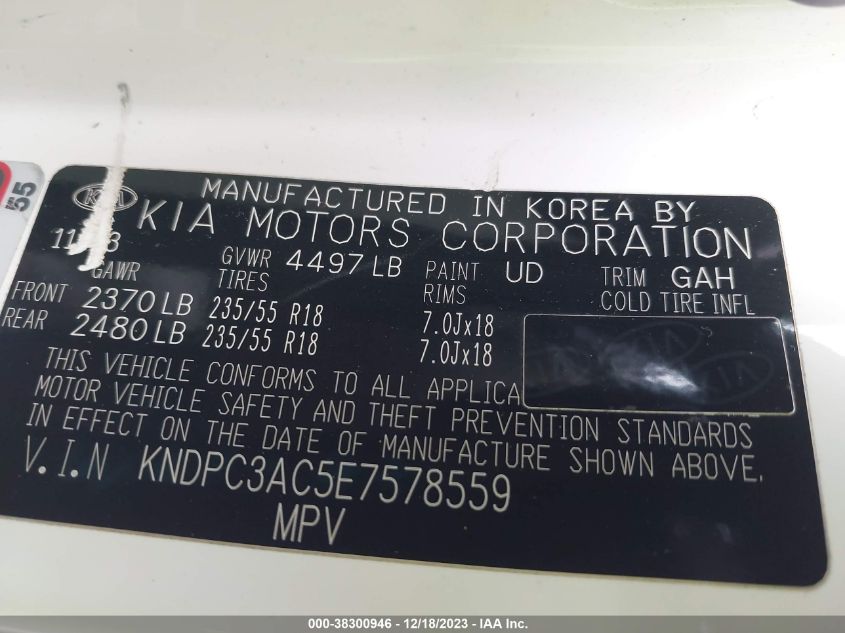 55
KIA
MANUFACTURED IN KOREA BY
KIA MOTORS CORPORATION
GAWR GVWR 4497 LB PAINT UD TRIM GAH
TIRES RIMS COLD TIRE INFL
FRONT 2370 LB 235/55 R18 7.0Jx18
REAR 2480 LB 235/55 R18 7.0Jx18
THIS VEHICLE CONFORMS TO ALL
MOTOR VEHICLE SAFETY AND THEFT PREVENTION STANDARDS
IN EFFECT ON THE DATE OF MANUFACTURE SHOWN ABOVE.
V.I.N KNDPC3AC5E7578559
MPV
KIA
000-38300946 - 12/18/2023 - IAA Inc.